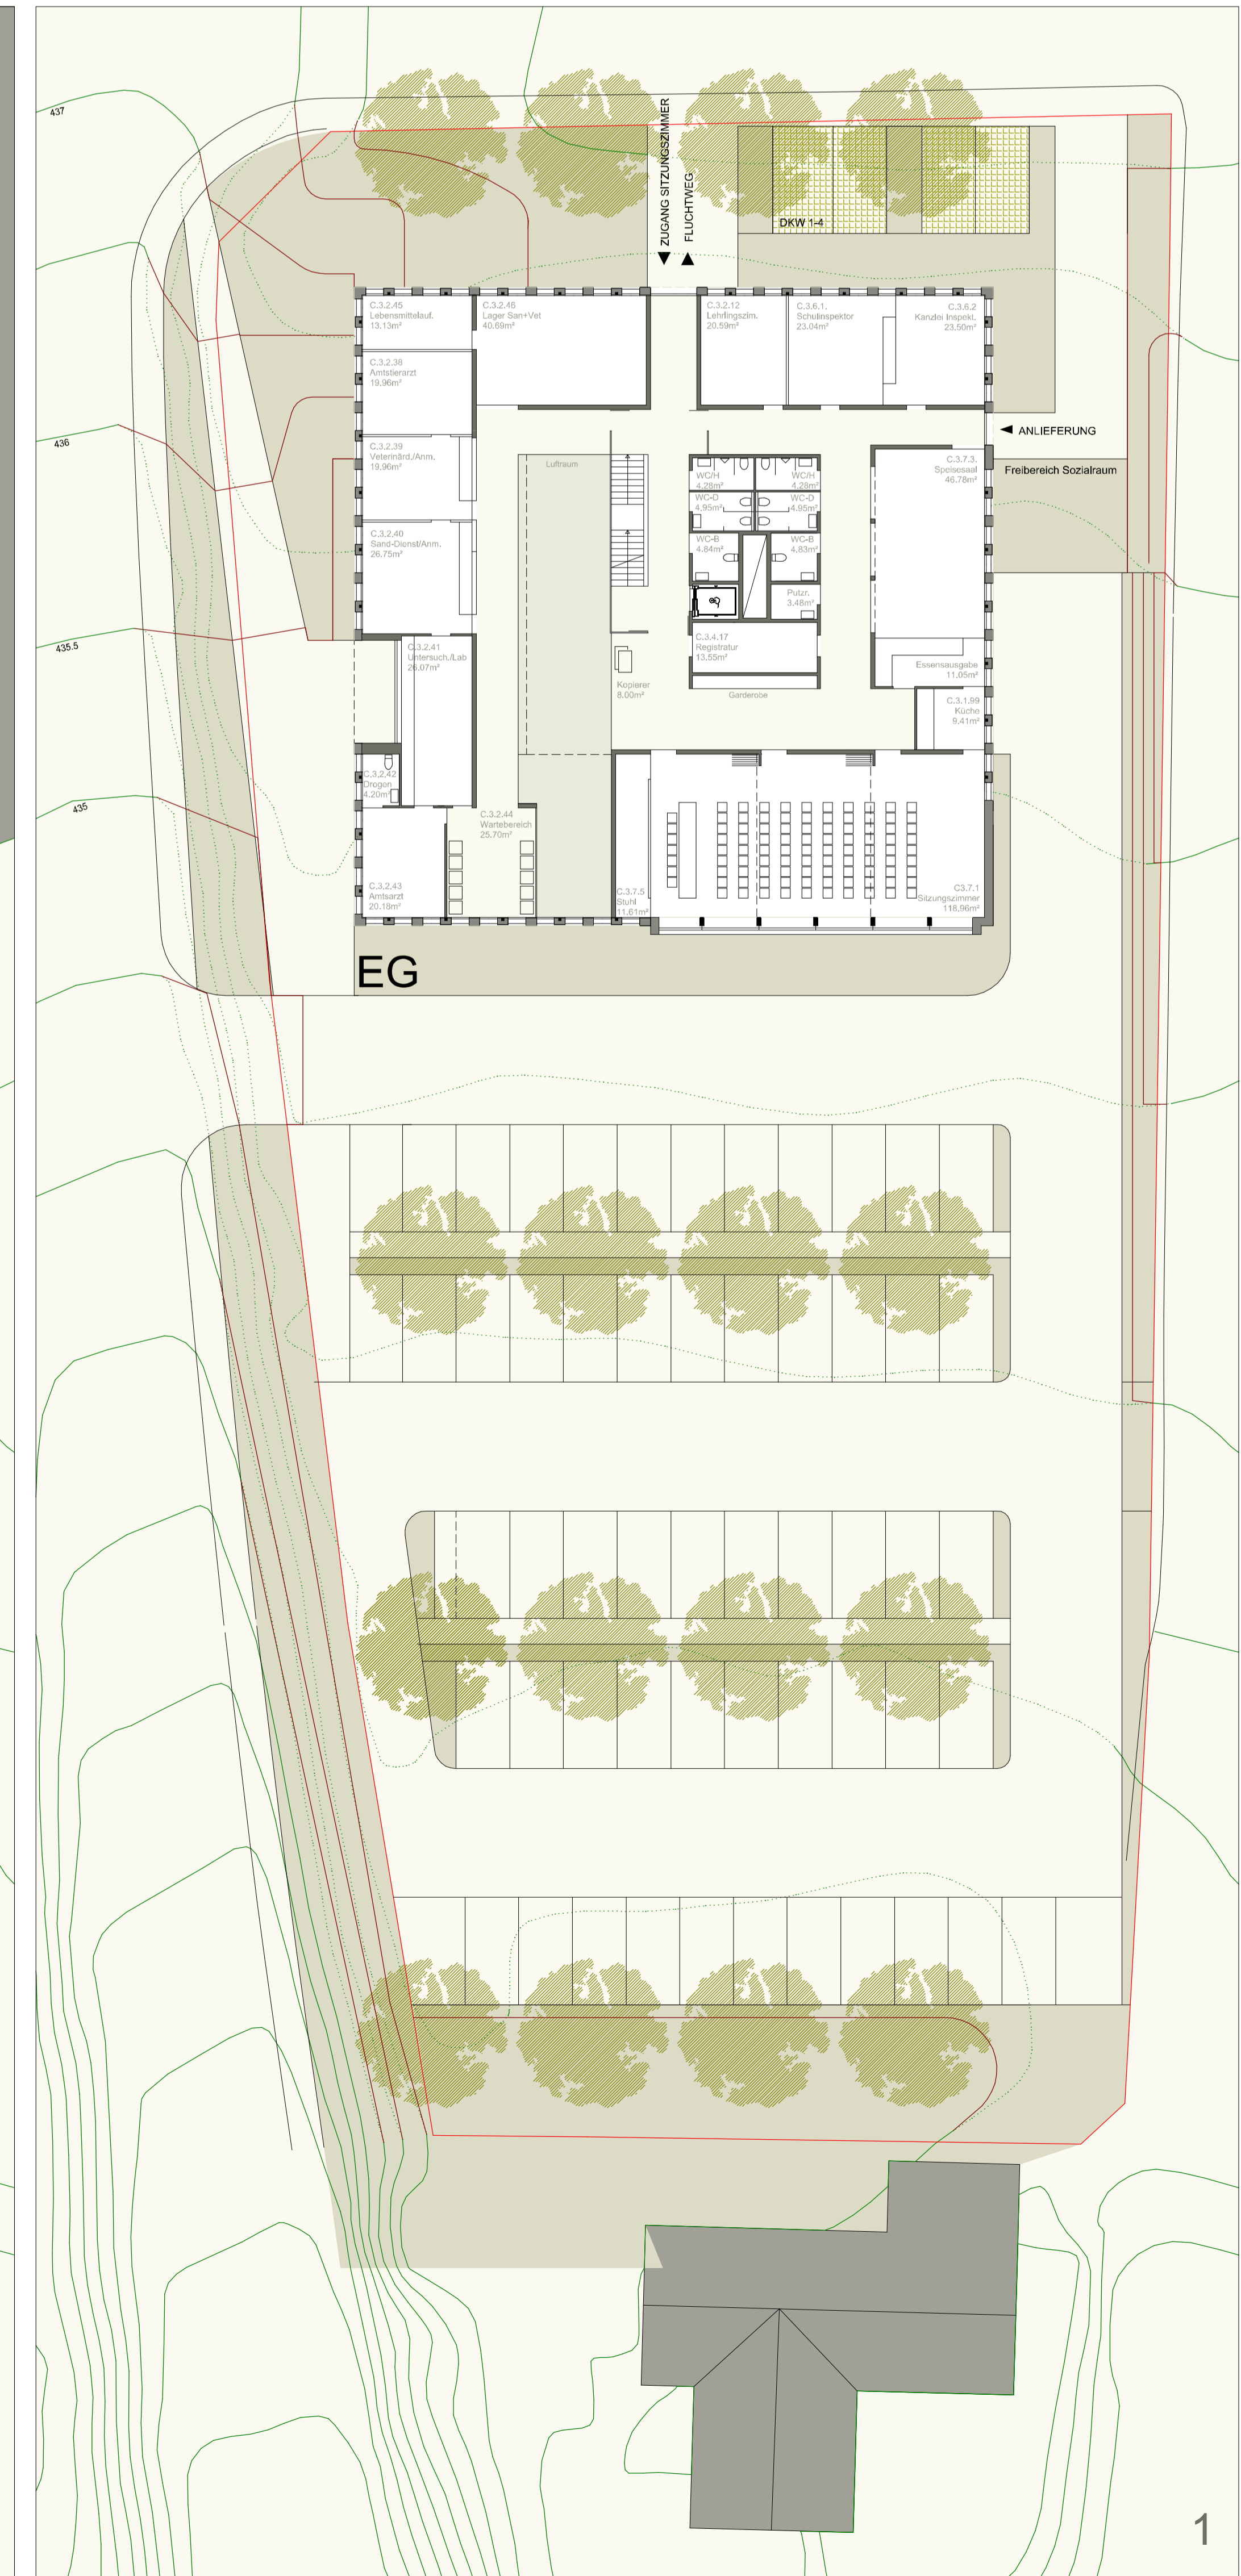 437
ZUGANG SITZUNGSZIMMER
FLUCHTWEG
DKW 1-4
C.3.2.45
Lebensmittelauf.
13.13m²
C.3.2.46
Lager San+Vet
40.69m²
C.3.2.12
Lehrlingszim.
20.59m²
C.3.6.1.
Schulinspektor
23.04m²
C.3.6.2
Kanzlei Inspekt.
23.50m²
C.3.2.38
Amtstierarzt
19.96m²
436
ANLIEFERUNG
C.3.2.39
Veterinärd./Anm.
19.96m²
Luftraum
WC/H
4.28m²
WC/H
4.28m²
C.3.7.3.
Speisesaal
46.78m²
Freibereich Sozialraum
WC-D
4.95m²
WC-D
4.95m²
C.3.2.40
Sand-Dienst/Anm.
26.75m²
WC-B
4.84m²
WC-B
4.83m²
Putzr.
3.48m²
435.5
C.3.2.41
Untersuch./Lab
26.07m²
C.3.4.17
Registratur
13.55m²
Essensausgabe
11.05m²
Kopierer
8.00m²
Garderobe
C.3.1.99
Küche
9.41m²
C.3.2.42
Drogen
4.20m²
435
C.3.2.44
Wartebereich
25.70m²
C.3.2.43
Amtsarzt
20.18m²
C.3.7.5
Stuhl
11.61m²
C3.7.1
Sitzungszimmer
118.96m²
EG
1